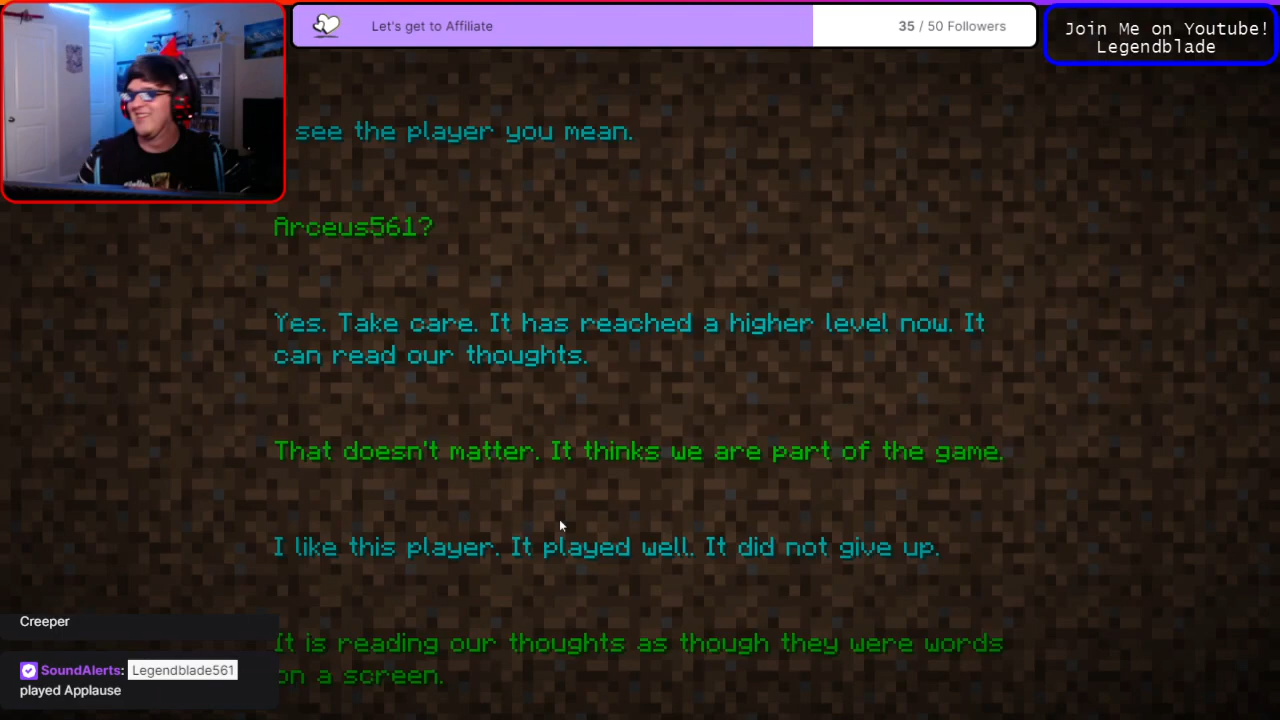 Let's get to Affiliate
35 / 50 Followers
Join Me on Youtube!
Legendblade
see the player you mean.
Arceus561?
Yes. Take care. It has reached a higher level now. It
can read our thoughts.
That doesn't matter. It thinks we are part of the game.
I like this player. It played well. It did not give up.
It is reading our thoughts as though they were words
on a screen.
Creeper
SoundAlerts: Legendblade561
played Applause